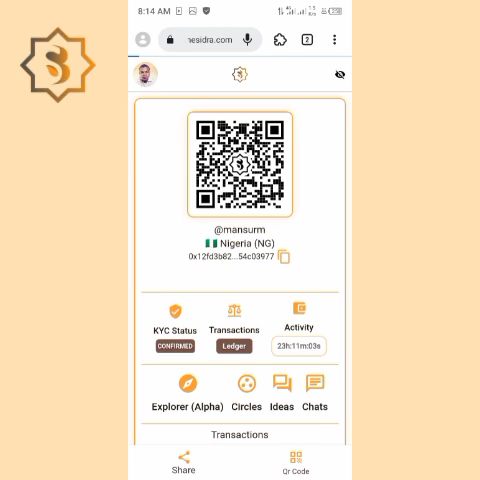 8:14 AM
nesidra.com
2
@mansurm
Nigeria (NG)
0x12fd3b82...54c03977
KYC Status
CONFIRMED
Transactions
Ledger
Activity
23h:11m:03s
Explorer (Alpha)
Circles
Ideas
Chats
Transactions
Share
Qr Code